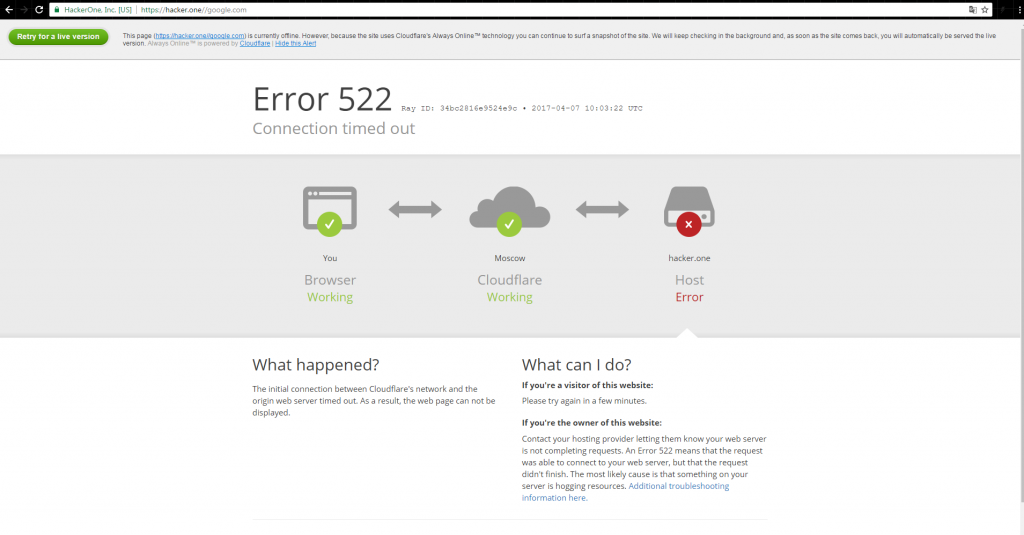 HackerOne, Inc. [US] | https://hacker.one//google.com
Retry for a live version
This page (https://hacker.one//google.com) is currently offline. However, because the site uses Cloudflare's Always Online™ technology you can continue to surf a snapshot of the site. We will keep checking in the background and, as soon as the site comes back, you will automatically be served the live
version. Always Online™ is powered by Cloudflare | Hide this Alert
Error 522 Ray ID: 34bc2816e9524e9c • 2017-04-07 10:03:22 UTC
Connection timed out
You
Browser
Working
Moscow
Cloudflare
Working
hacker.one
Host
Error
What happened?
The initial connection between Cloudflare's network and the
origin web server timed out. As a result, the web page can not be
displayed.
What can I do?
If you're a visitor of this website:
Please try again in a few minutes.
If you're the owner of this website:
Contact your hosting provider letting them know your web server
is not completing requests. An Error 522 means that the request
was able to connect to your web server, but that the request
didn't finish. The most likely cause is that something on your
server is hogging resources. Additional troubleshooting
information here.